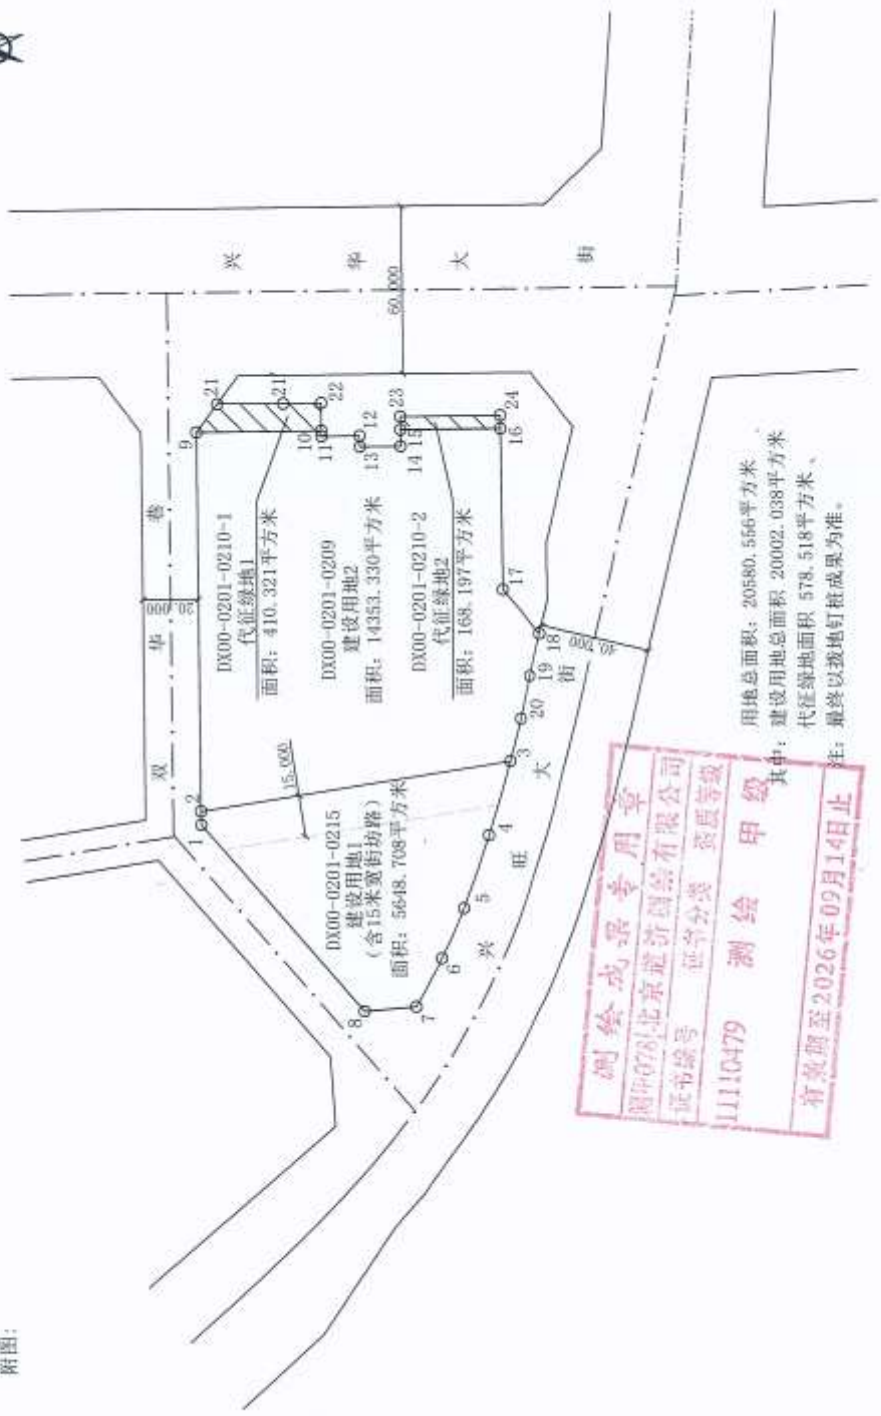 附图:
双 华 巷
兴 华 大 街
兴 旺 大 街
20.000
60.000
15.000
40.000
1
2
3
4
5
6
7
8
9
10
11
12
13
14
15
16
17
18
19
20
21
21
22
23
24
DX00-0201-0210-1
代征绿地1
面积: 410.321平方米
DX00-0201-0209
建设用地2
面积: 14353.330平方米
DX00-0201-0210-2
代征绿地2
面积: 168.197平方米
DX00-0201-0215
建设用地1
(含15米宽街坊路)
面积: 5648.708平方米
用地总面积: 20580.556平方米
其中: 建设用地总面积 20002.038平方米
代征绿地面积 578.518平方米、
注: 最终以拨地钉桩成果为准。
测绘成果专用章
北京道济测绘有限公司
证书编号 证书分类 资质等级
11110479 测绘 甲级
有效期至2026年09月14日止